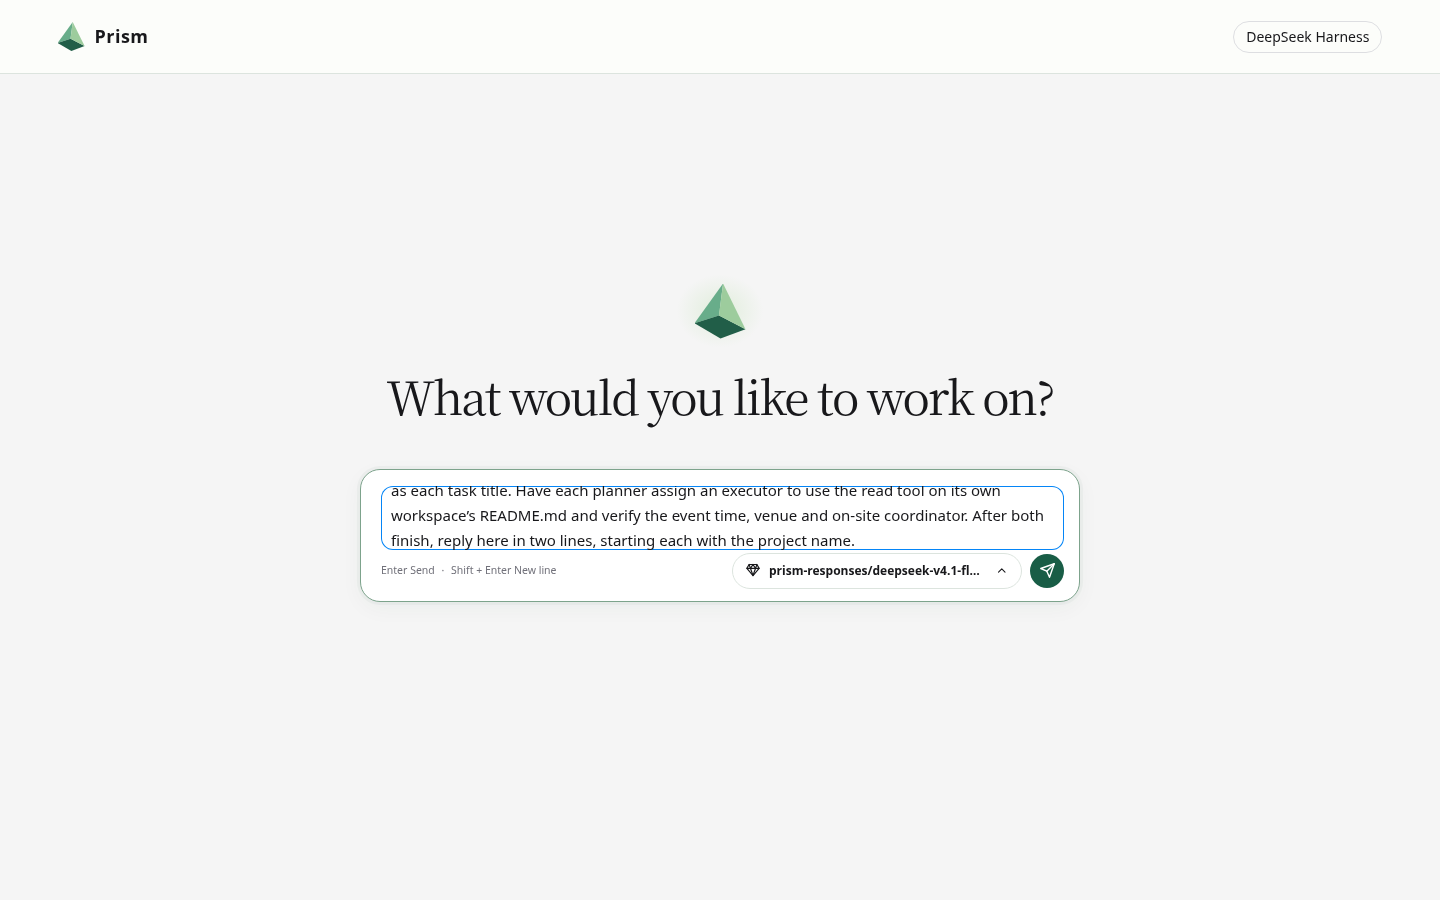 Prism
DeepSeek Harness
What would you like to work on?
as each task title. Have each planner assign an executor to use the read tool on its own
workspace’s README.md and verify the event time, venue and on-site coordinator. After both
finish, reply here in two lines, starting each with the project name.
Enter Send · Shift + Enter New line
prism-responses/deepseek-v4.1-fl...